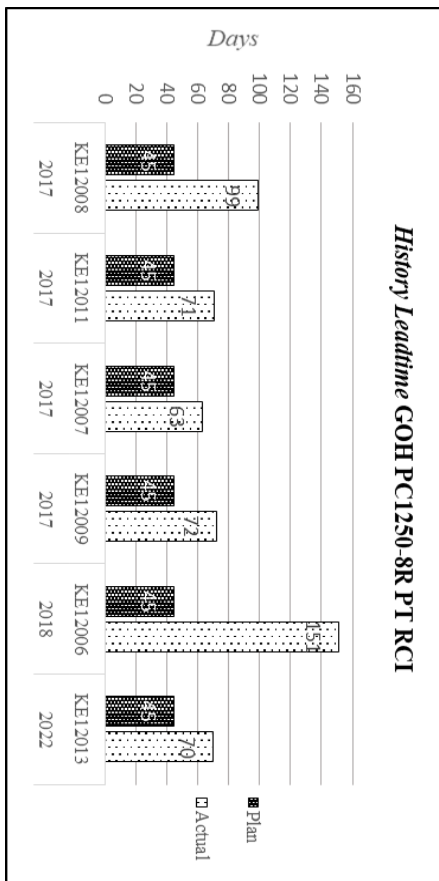 History Leadtime GOH PC1250-8R PT RCI
Days
160
140
120
100
80
60
40
20
0
45 99
45 71
45 63
45 72
45 151
45 70
KE12008 KE12011 KE12007 KE12009 KE12006 KE12013
2017 2017 2017 2017 2018 2022
Plan
Actual